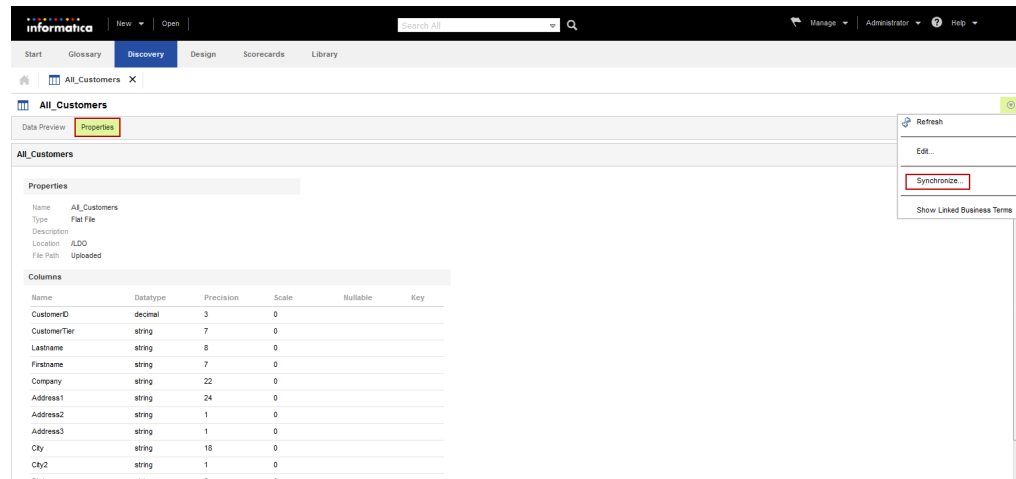 informatica New Open Search All Manage Administrator ? Help
Start Glossary Discovery Design Scorecards Library
All_Customers X
All_Customers
Data Preview Properties
Refresh
Edit...
Synchronize...
Show Linked Business Terms
All_Customers
Properties
Name All_Customers
Type Flat File
Description
Location /LDO
File Path Uploaded
Columns
Name Datatype Precision Scale Nullable Key
CustomerID decimal 3 0
CustomerTier string 7 0
Lastname string 8 0
Firstname string 7 0
Company string 22 0
Address1 string 24 0
Address2 string 1 0
Address3 string 1 0
City string 18 0
City2 string 1 0